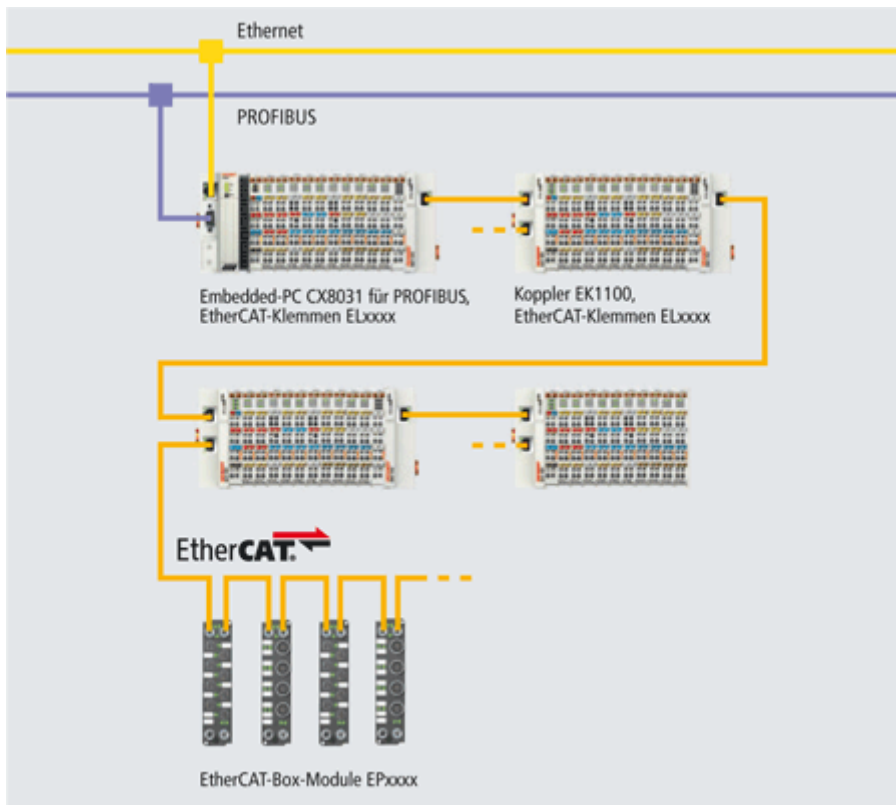 Ethernet
PROFIBUS
Embedded-PC CX8031 für PROFIBUS,
EtherCAT-Klemmen ELxxxx
Koppler EK1100,
EtherCAT-Klemmen ELxxxx
EtherCAT®
EtherCAT-Box-Module EPxxxx